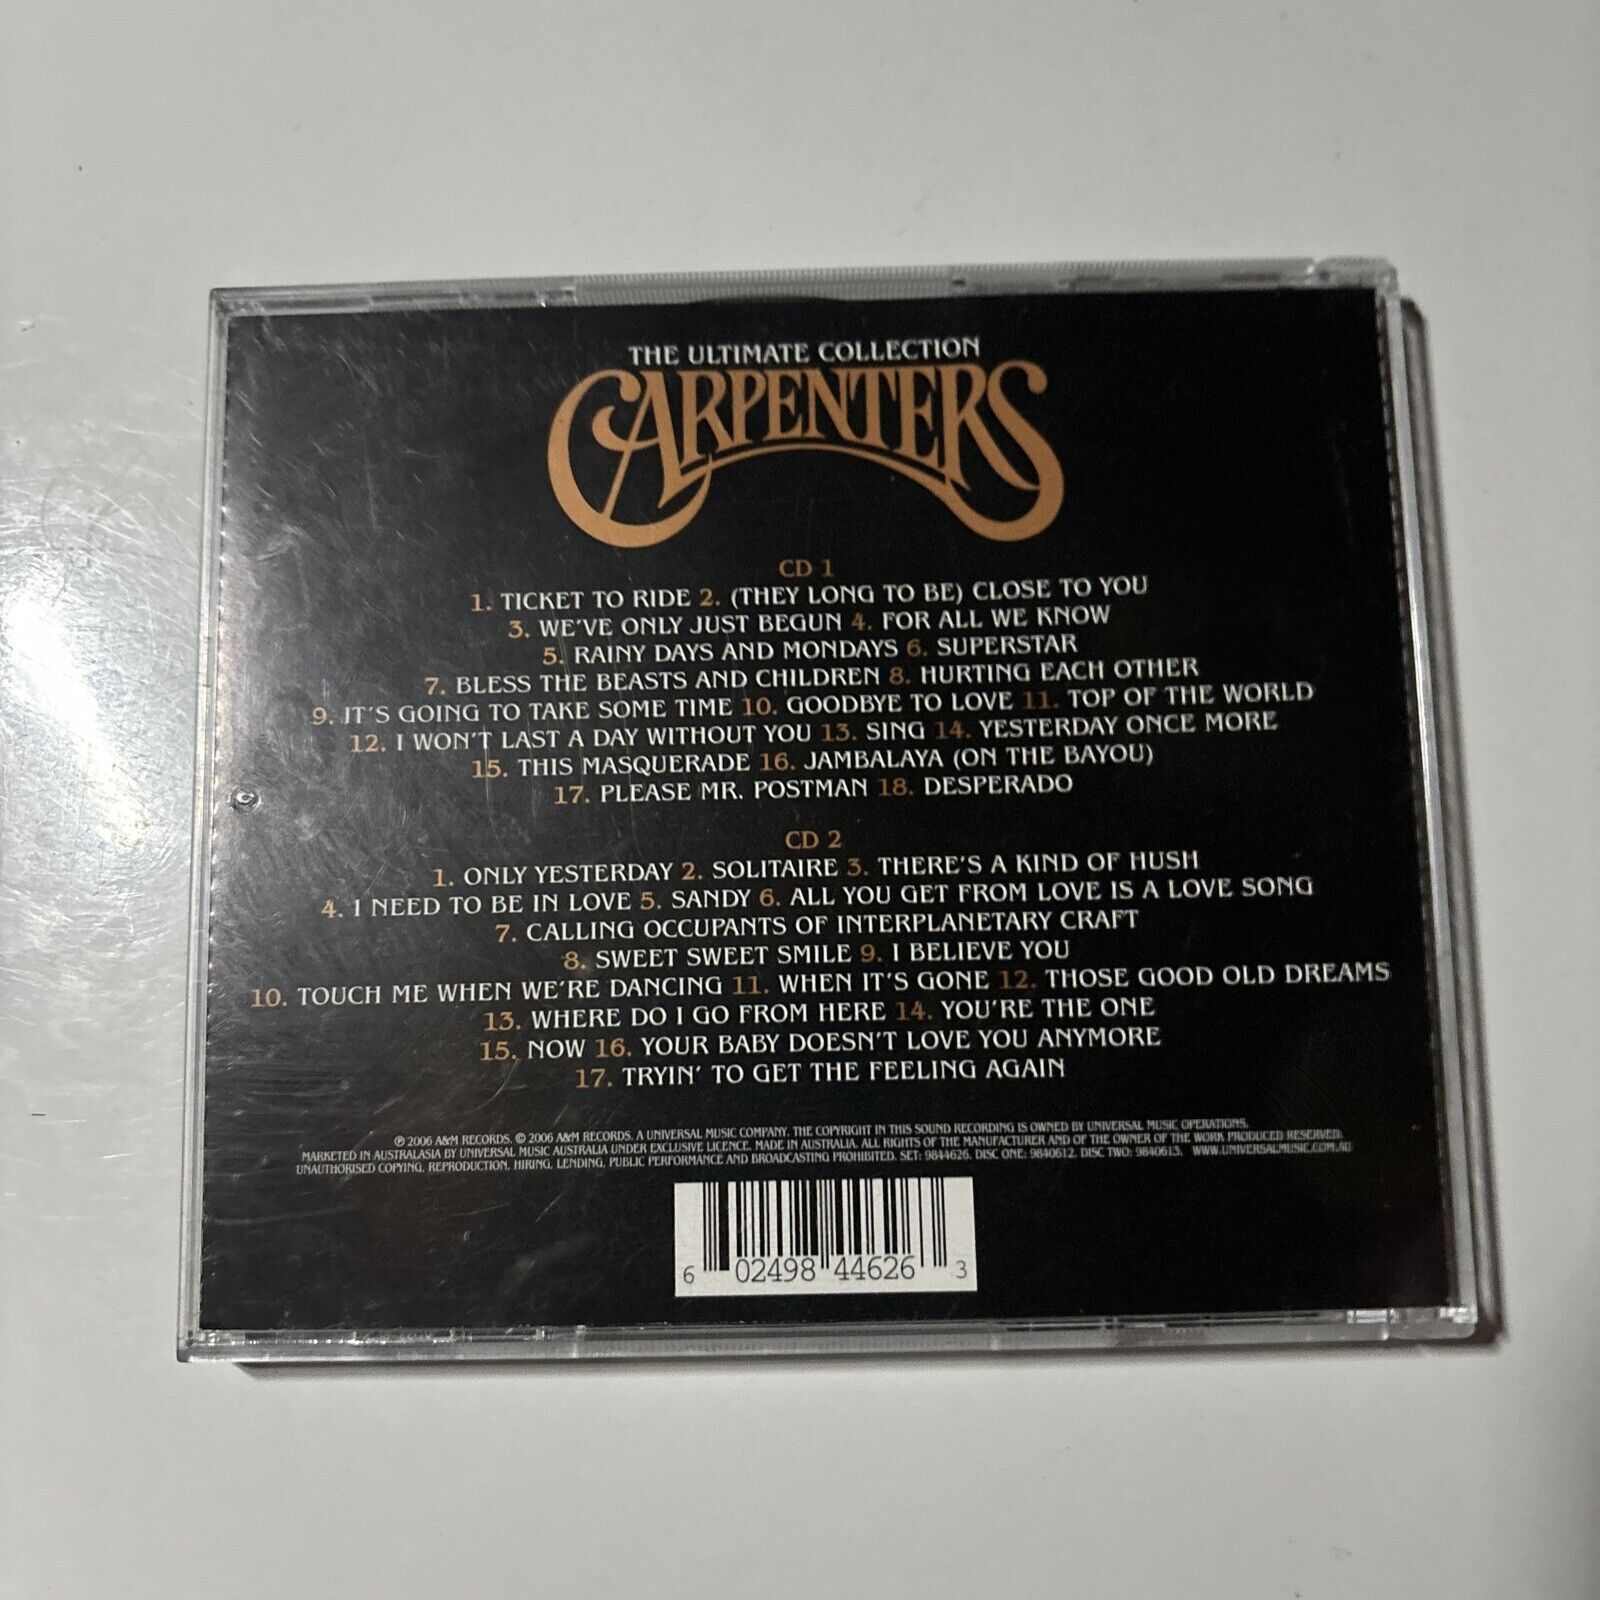 THE ULTIMATE COLLECTION
CARPENTERS
CD 1
1. TICKET TO RIDE 2. (THEY LONG TO BE) CLOSE TO YOU
3. WE'VE ONLY JUST BEGUN 4. FOR ALL WE KNOW
5. RAINY DAYS AND MONDAYS 6. SUPERSTAR
7. BLESS THE BEASTS AND CHILDREN 8. HURTING EACH OTHER
9. IT'S GOING TO TAKE SOME TIME 10. GOODBYE TO LOVE 11. TOP OF THE WORLD
12. I WON'T LAST A DAY WITHOUT YOU 13. SING 14. YESTERDAY ONCE MORE
15. THIS MASQUERADE 16. JAMBALAYA (ON THE BAYOU)
17. PLEASE MR. POSTMAN 18. DESPERADO
CD 2
1. ONLY YESTERDAY 2. SOLITAIRE 3. THERE'S A KIND OF HUSH
4. I NEED TO BE IN LOVE 5. SANDY 6. ALL YOU GET FROM LOVE IS A LOVE SONG
7. CALLING OCCUPANTS OF INTERPLANETARY CRAFT
8. SWEET SWEET SMILE 9. I BELIEVE YOU
10. TOUCH ME WHEN WE'RE DANCING 11. WHEN IT'S GONE 12. THOSE GOOD OLD DREAMS
13. WHERE DO I GO FROM HERE 14. YOU'RE THE ONE
15. NOW 16. YOUR BABY DOESN'T LOVE YOU ANYMORE
17. TRYIN' TO GET THE FEELING AGAIN
℗ 2006 A&M RECORDS. © 2006 A&M RECORDS. A UNIVERSAL MUSIC COMPANY. THE COPYRIGHT IN THIS SOUND RECORDING IS OWNED BY UNIVERSAL MUSIC OPERATIONS.
MARKETED IN AUSTRALASIA BY UNIVERSAL MUSIC AUSTRALIA UNDER EXCLUSIVE LICENCE. MADE IN AUSTRALIA. ALL RIGHTS OF THE MANUFACTURER AND OF THE OWNER OF THE WORK PRODUCED RESERVED.
UNAUTHORISED COPYING, REPRODUCTION, HIRING, LENDING, PUBLIC PERFORMANCE AND BROADCASTING PROHIBITED. SET: 9844626. DISC ONE: 9840612. DISC TWO: 9840613. WWW.UNIVERSALMUSIC.COM.AU
6 02498 44626 3